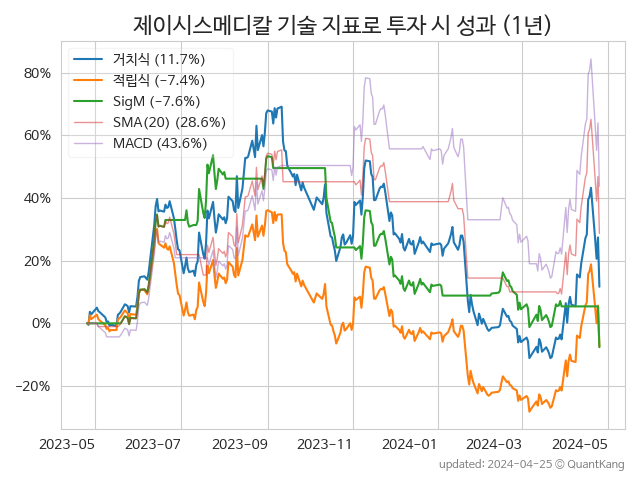 제이시스메디칼 기술 지표로 투자 시 성과 (1년)
거치식 (11.7%)
적립식 (−7.4%)
SigM (−7.6%)
SMA(20) (28.6%)
MACD (43.6%)
80%
60%
40%
20%
0%
−20%
2023−05 2023−07 2023−09 2023−11 2024−01 2024−03 2024−05
updated: 2024−04−25 © QuantKang